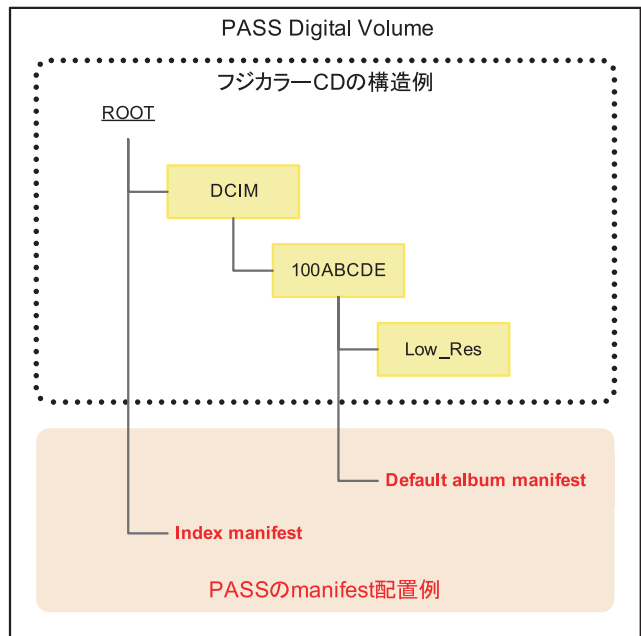 PASS Digital Volume
フジカラーCDの構造例
ROOT
DCIM
100ABCDE
Low_Res
Default album manifest
Index manifest
PASSのmanifest配置例